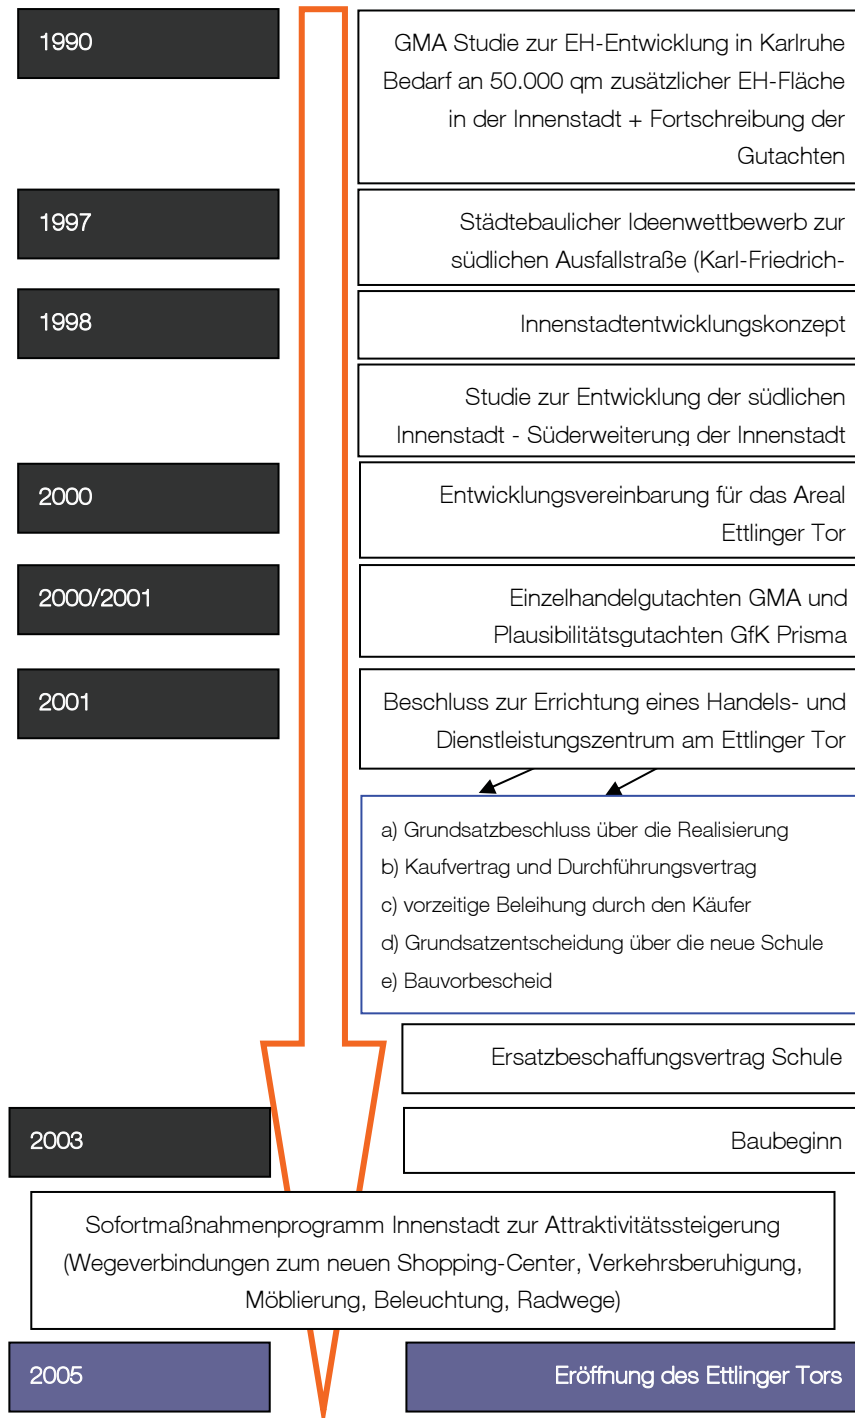 1990
GMA Studie zur EH-Entwicklung in Karlruhe
Bedarf an 50.000 qm zusätzlicher EH-Fläche
in der Innenstadt + Fortschreibung der
Gutachten
1997
Städtebaulicher Ideenwettbewerb zur
südlichen Ausfallstraße (Karl-Friedrich-
1998
Innenstadtentwicklungskonzept
Studie zur Entwicklung der südlichen
Innenstadt - Süderweiterung der Innenstadt
2000
Entwicklungsvereinbarung für das Areal
Ettlinger Tor
2000/2001
Einzelhandelgutachten GMA und
Plausibilitätsgutachten GfK Prisma
2001
Beschluss zur Errichtung eines Handels- und
Dienstleistungszentrum am Ettlinger Tor
a) Grundsatzbeschluss über die Realisierung
b) Kaufvertrag und Durchführungsvertrag
c) vorzeitige Beleihung durch den Käufer
d) Grundsatzentscheidung über die neue Schule
e) Bauvorbescheid
Ersatzbeschaffungsvertrag Schule
2003
Baubeginn
Sofortmaßnahmenprogramm Innenstadt zur Attraktivitätssteigerung
(Wegeverbindungen zum neuen Shopping-Center, Verkehrsberuhigung,
Möblierung, Beleuchtung, Radwege)
2005
Eröffnung des Ettlinger Tors